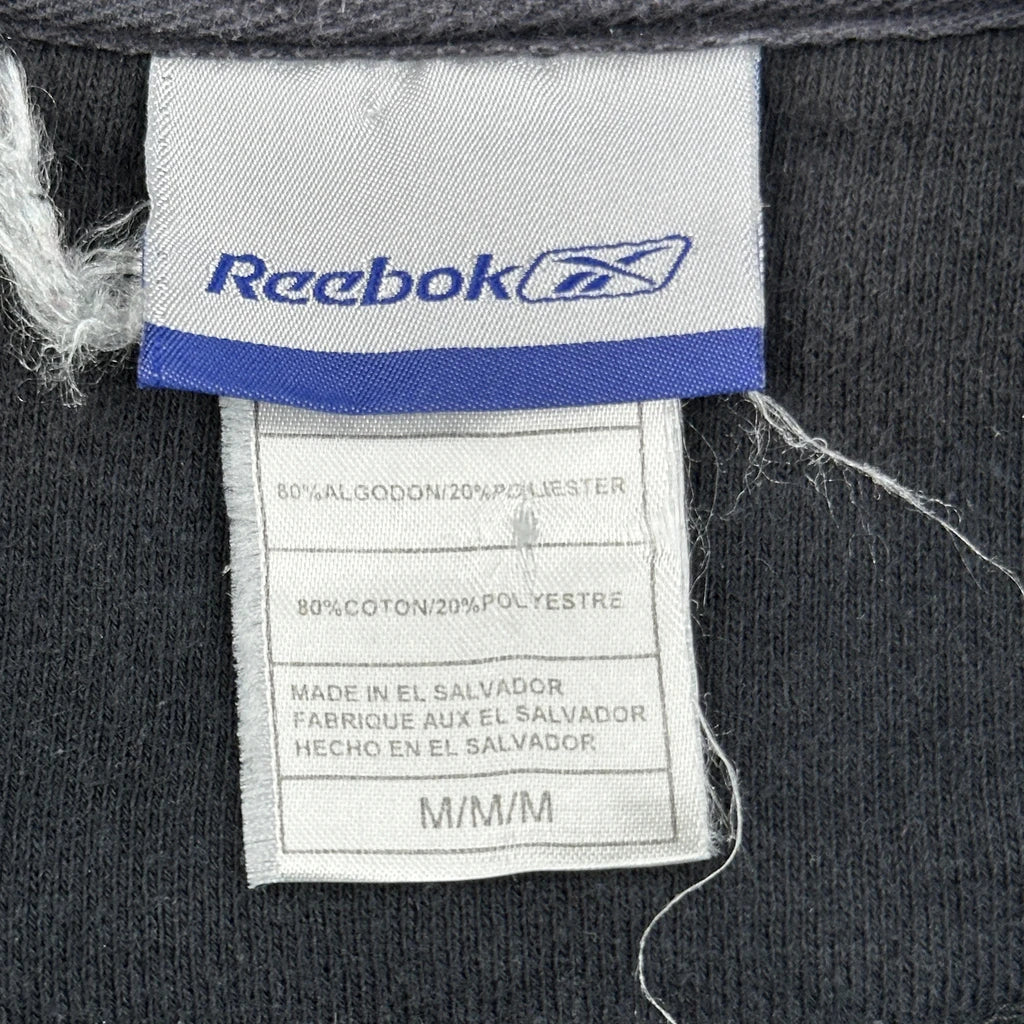 Reebok
80%ALGODON/20%POLIESTER
80%COTON/20%POLYESTRE
MADE IN EL SALVADOR
FABRIQUE AUX EL SALVADOR
HECHO EN EL SALVADOR
M/M/M